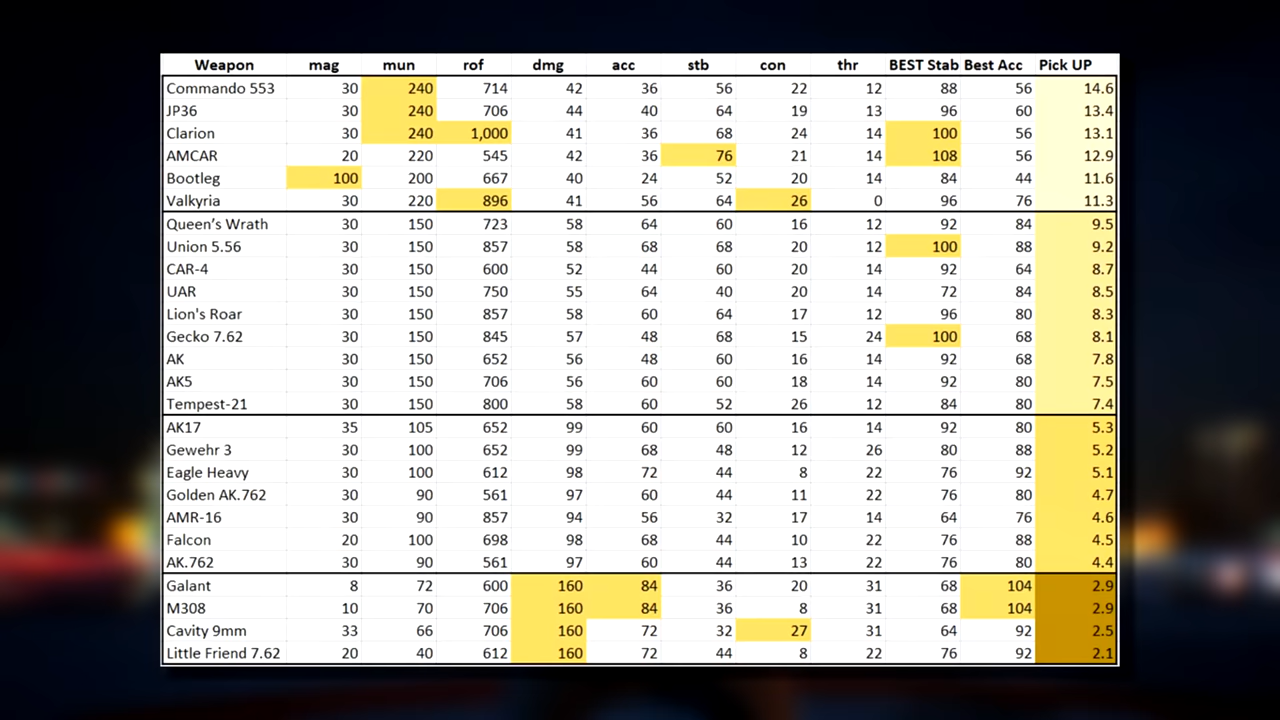 Weapon mag mun rof dmg acc stb con thr BEST Stab Best Acc Pick UP
Commando 553 30 240 714 42 36 56 22 12 88 56 14.6
JP36 30 240 706 44 40 64 19 13 96 60 13.4
Clarion 30 240 1,000 41 36 68 24 14 100 56 13.1
AMCAR 20 220 545 42 36 76 21 14 108 56 12.9
Bootleg 100 200 667 40 24 52 20 14 84 44 11.6
Valkyria 30 220 896 41 56 64 26 0 96 76 11.3
Queen's Wrath 30 150 723 58 64 60 16 12 92 84 9.5
Union 5.56 30 150 857 58 68 68 20 12 100 88 9.2
CAR-4 30 150 600 52 44 60 20 14 92 64 8.7
UAR 30 150 750 55 64 40 20 14 72 84 8.5
Lion's Roar 30 150 857 58 60 64 17 12 96 80 8.3
Gecko 7.62 30 150 845 57 48 68 15 24 100 68 8.1
AK 30 150 652 56 48 60 16 14 92 68 7.8
AK5 30 150 706 56 60 60 18 14 92 80 7.5
Tempest-21 30 150 800 58 60 52 26 12 84 80 7.4
AK17 35 105 652 99 60 60 16 14 92 80 5.3
Gewehr 3 30 100 652 99 68 48 12 26 80 88 5.2
Eagle Heavy 30 100 612 98 72 44 8 22 76 92 5.1
Golden AK.762 30 90 561 97 60 44 11 22 76 80 4.7
AMR-16 30 90 857 94 56 32 17 14 64 76 4.6
Falcon 20 100 698 98 68 44 10 22 76 88 4.5
AK.762 30 90 561 97 60 44 13 22 76 80 4.4
Galant 8 72 600 160 84 36 20 31 68 104 2.9
M308 10 70 706 160 84 36 8 31 68 104 2.9
Cavity 9mm 33 66 706 160 72 32 27 31 64 92 2.5
Little Friend 7.62 20 40 612 160 72 44 8 22 76 92 2.1